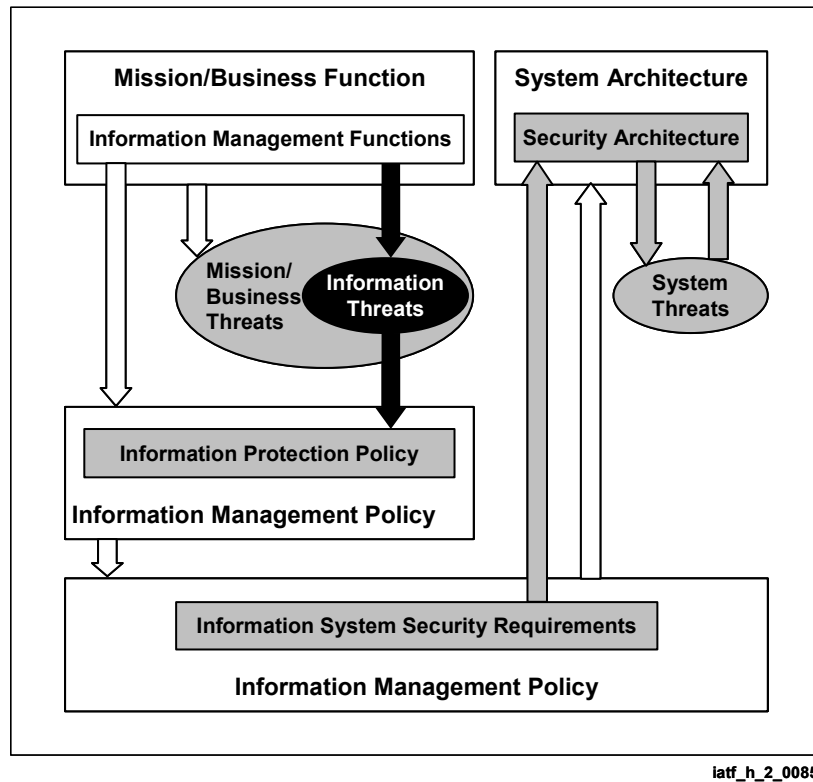 Mission/Business Function
Information Management Functions
System Architecture
Security Architecture
Mission/
Business
Threats
Information
Threats
System
Threats
Information Protection Policy
Information Management Policy
Information System Security Requirements
Information Management Policy
iatf_h_2_0085